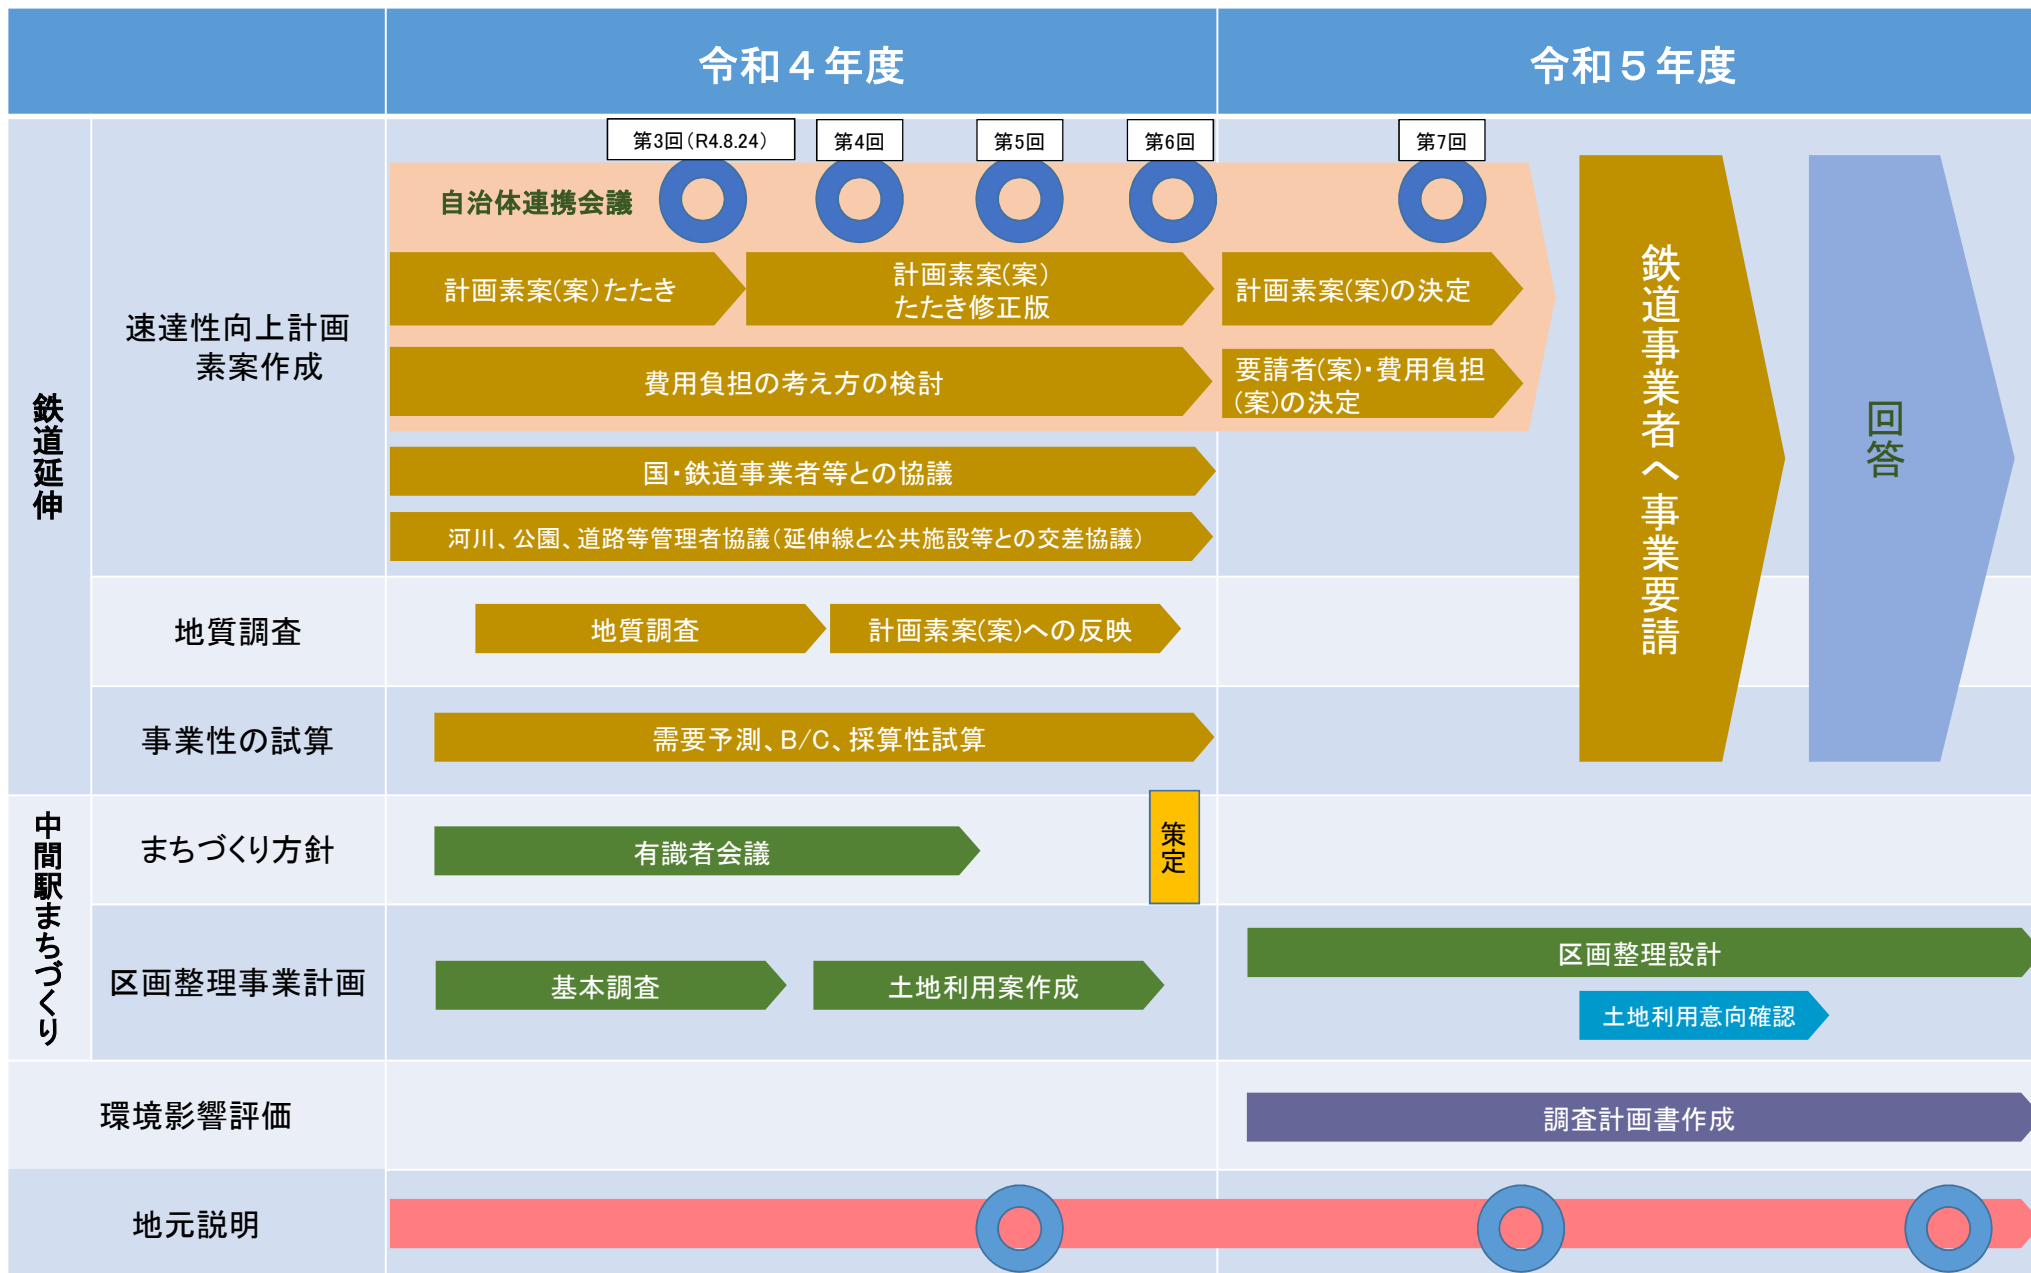 令和４年度
令和５年度
鉄道延伸
速達性向上計画
素案作成
第3回（R4.8.24）
第4回
第5回
第6回
第7回
自治体連携会議
計画素案(案)たたき
計画素案(案)
たたき修正版
計画素案(案)の決定
費用負担の考え方の検討
要請者(案)・費用負担
(案)の決定
国・鉄道事業者等との協議
河川、公園、道路等管理者協議（延伸線と公共施設等との交差協議）
鉄道事業者へ事業要請
回答
地質調査
地質調査
計画素案(案)への反映
事業性の試算
需要予測、B/C、採算性試算
中間駅まちづくり
まちづくり方針
有識者会議
策定
区画整理事業計画
基本調査
土地利用案作成
区画整理設計
土地利用意向確認
環境影響評価
調査計画書作成
地元説明